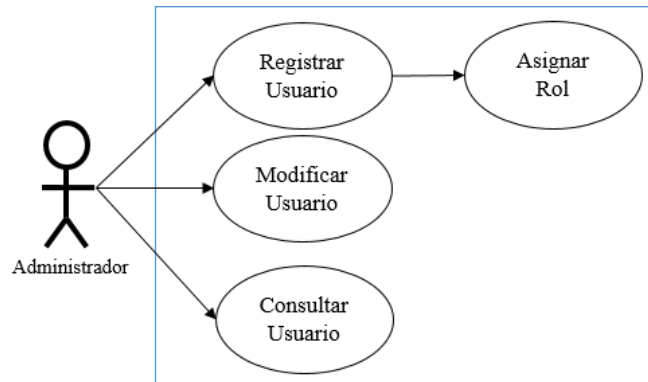 Registrar
Usuario
Asignar
Rol
Modificar
Usuario
Administrador
Consultar
Usuario